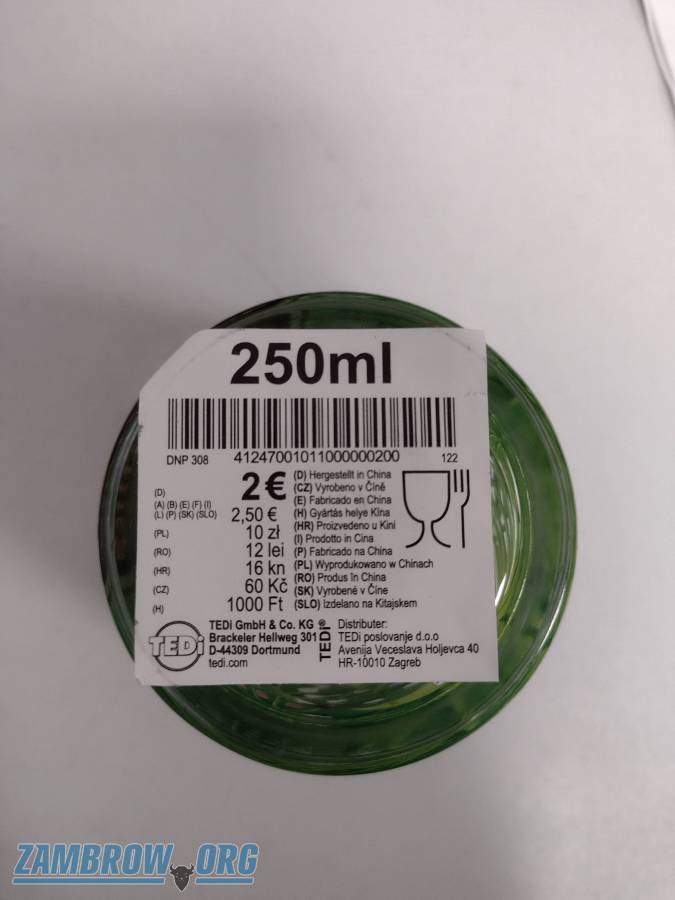 250ml
DNP 308 41247001011000000200 122
(D) 2€
(A) (B) (E) (F) (I)
(L) (P) (SK) (SLO) 2,50 €
(PL) 10 zł
(RO) 12 lei
(HR) 16 kn
(CZ) 60 Kč
(H) 1000 Ft
(D) Hergestellt in China
(CZ) Vyrobeno v Číně
(E) Fabricado en China
(H) Gyártás helye Kína
(HR) Proizvedeno u Kini
(I) Prodotto in Cina
(P) Fabricado na China
(PL) Wyprodukowano w Chinach
(RO) Produs în China
(SK) Vyrobené v Číne
(SLO) Izdelano na Kitajskem
TEDi
TEDi GmbH & Co. KG
Brackeler Hellweg 301
D-44309 Dortmund
tedi.com
TEDi®
Distributer:
TEDi poslovanje d.o.o
Avenija Veceslava Holjevca 40
HR-10010 Zagreb
ZAMBROW.ORG